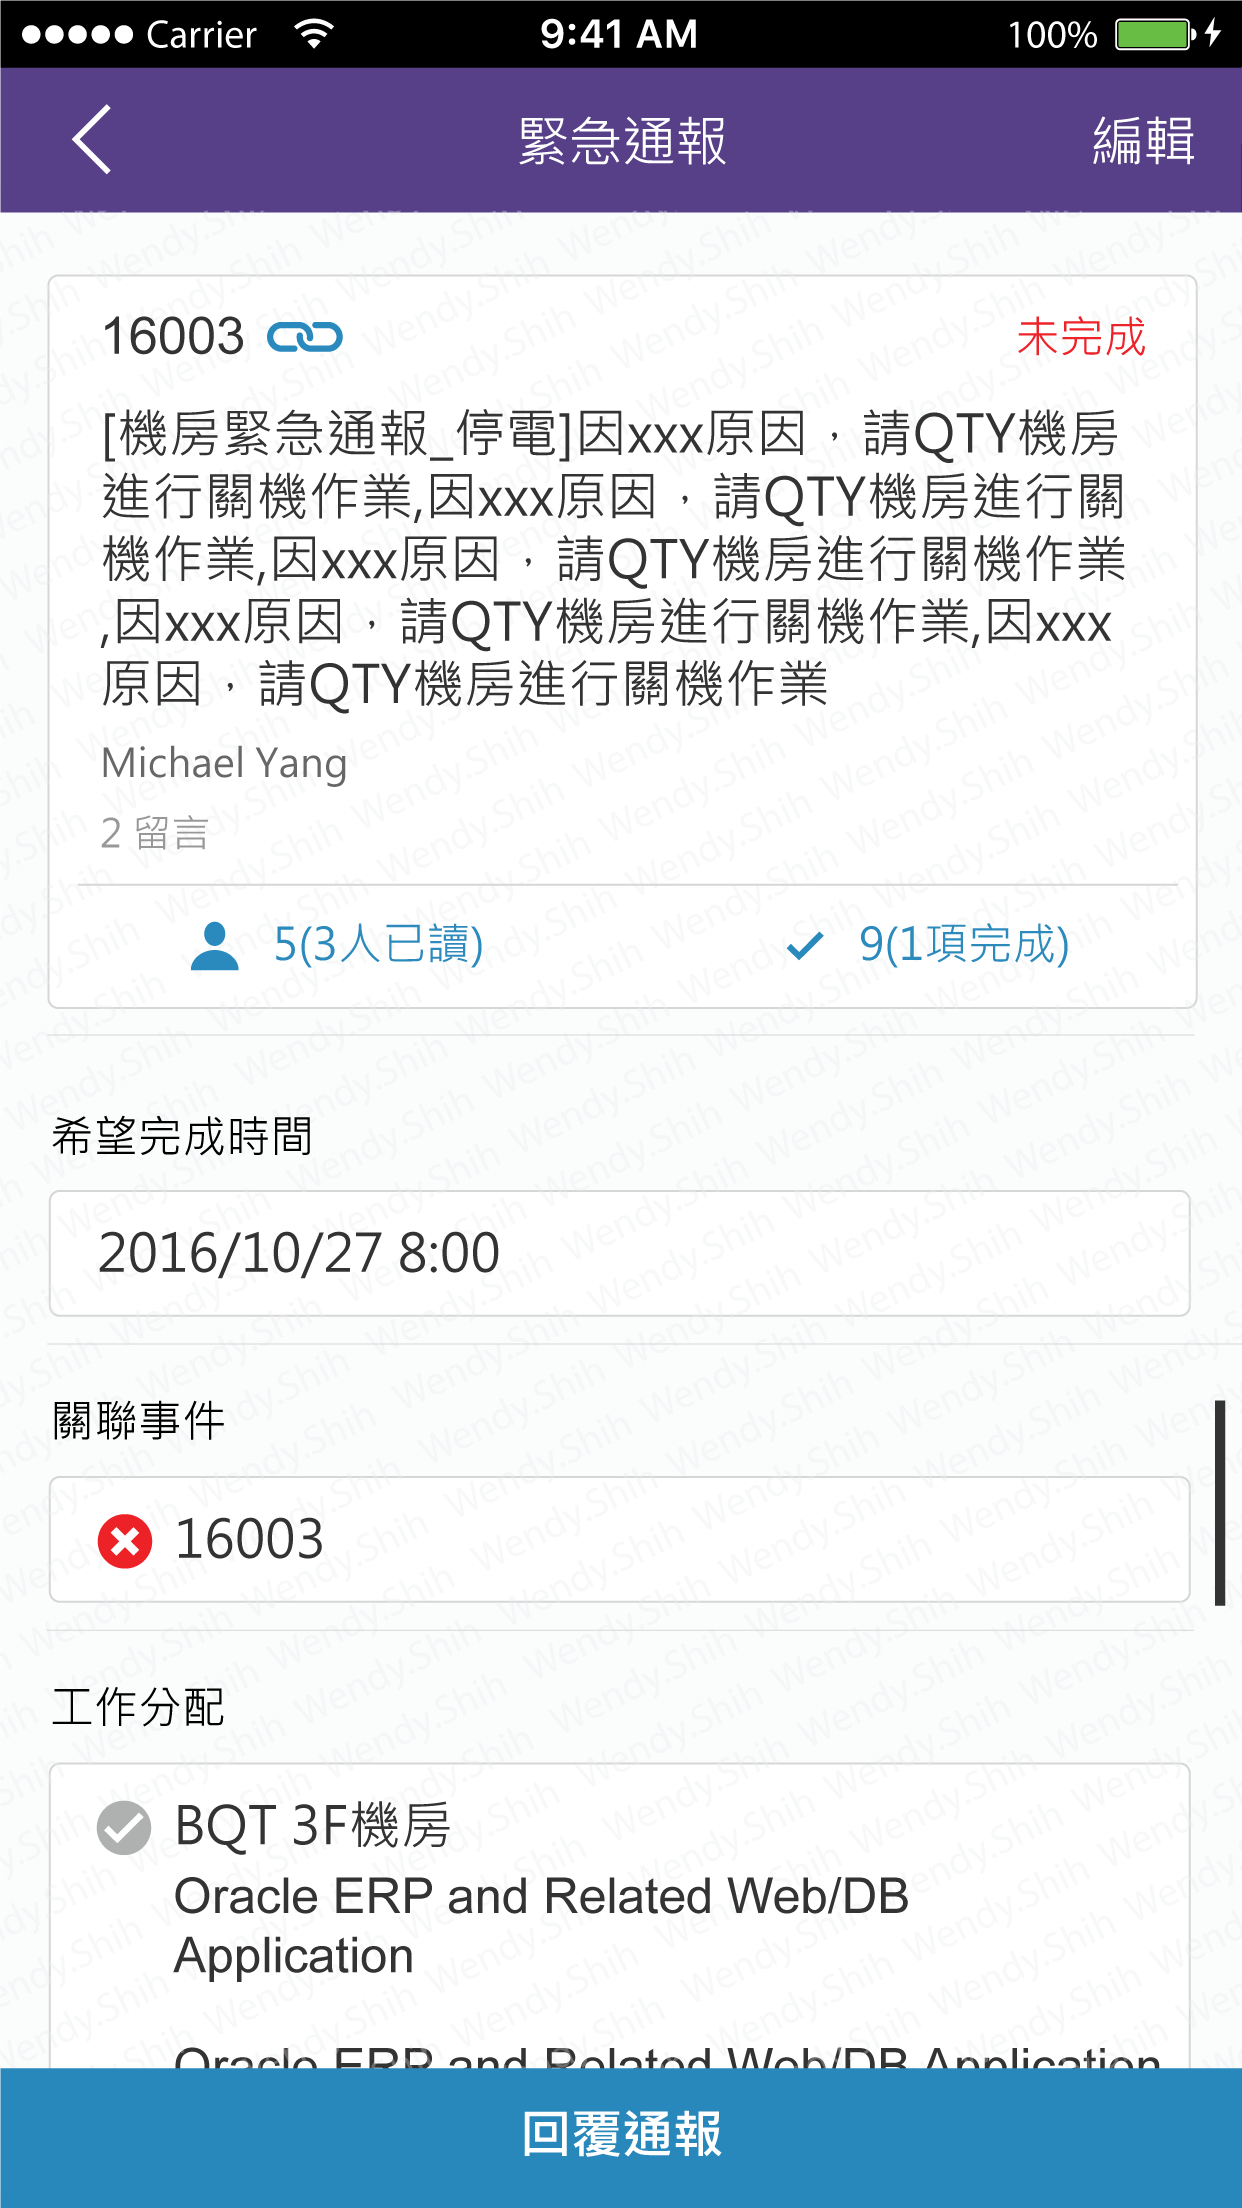 Carrier 9:41 AM 100%
緊急通報 編輯
16003 未完成
[機房緊急通報_停電]因xxx原因，請QTY機房
進行關機作業,因xxx原因，請QTY機房進行關
機作業,因xxx原因，請QTY機房進行關機作業
,因xxx原因，請QTY機房進行關機作業,因xxx
原因，請QTY機房進行關機作業
Michael Yang
2 留言
5(3人已讀) 9(1項完成)
希望完成時間
2016/10/27 8:00
關聯事件
16003
工作分配
BQT 3F機房
Oracle ERP and Related Web/DB
Application
Oracle ERP and Related Web/DB Application
回覆通報
Wendy.Shih